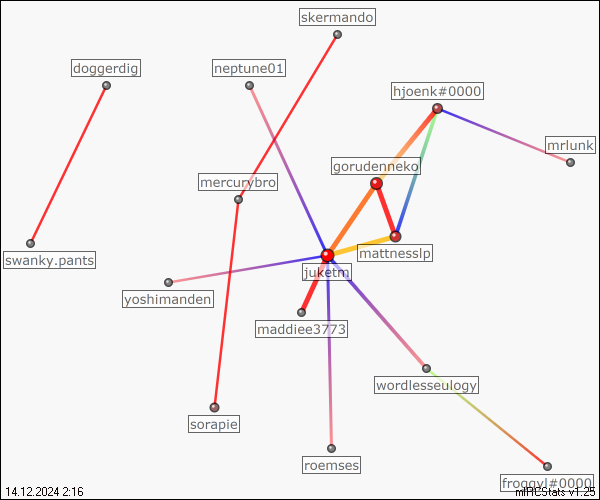 skermando
doggerdig
neptune01
hjoenk#0000
mrlunk
gorudenneko
mercurybro
mattnesslp
swanky.pants
juketm
yoshimanden
maddiee3773
wordlesseulogy
sorapie
roemses
froggyl#0000
14.12.2024 2:16
mIRCStats v1.25